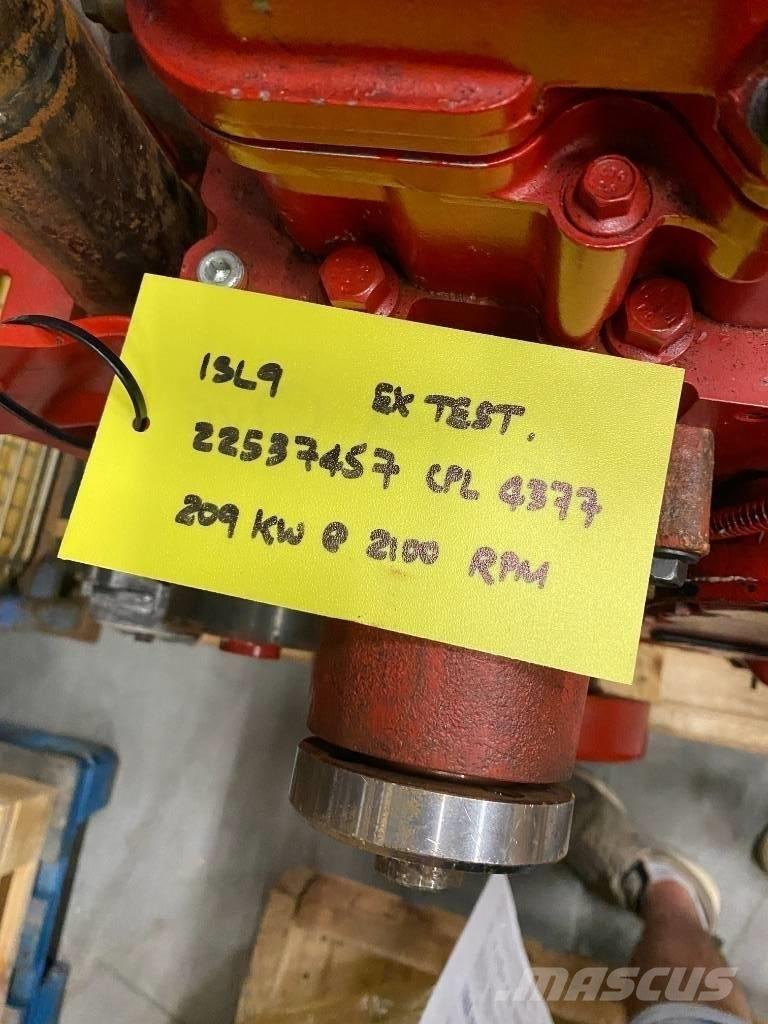 ISL9 EX TEST.
22537457 CPL 4377
209 KW @ 2100 RPM
MASCUS